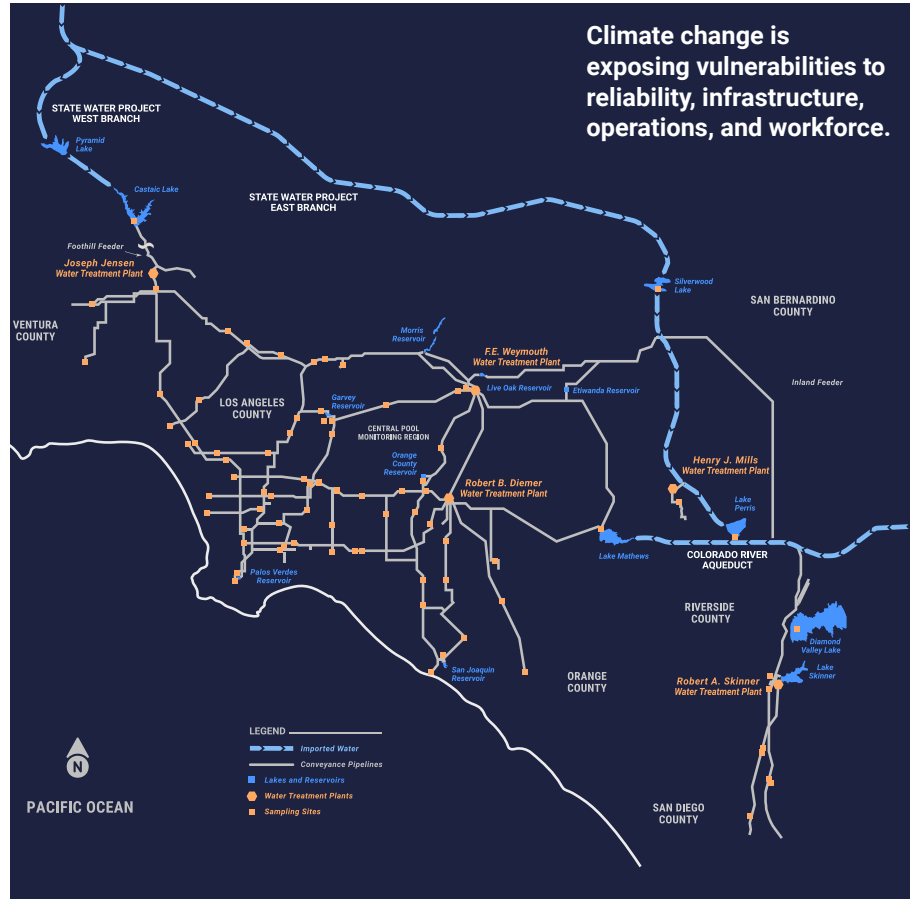 Climate change is
exposing vulnerabilities to
reliability, infrastructure,
operations, and workforce.
STATE WATER PROJECT
WEST BRANCH
Pyramid
Lake
Castaic Lake
STATE WATER PROJECT
EAST BRANCH
Foothill Feeder
Joseph Jensen
Water Treatment Plant
Silverwood
Lake
SAN BERNARDINO
COUNTY
VENTURA
COUNTY
Morris
Reservoir
F.E. Weymouth
Water Treatment Plant
Live Oak Reservoir
Etiwanda Reservoir
Inland Feeder
LOS ANGELES
COUNTY
Garvey
Reservoir
CENTRAL POOL
MONITORING REGION
Orange
County
Reservoir
Robert B. Diemer
Water Treatment Plant
Henry J. Mills
Water Treatment Plant
Lake
Perris
Lake Mathews
COLORADO RIVER
AQUEDUCT
Palos Verdes
Reservoir
RIVERSIDE
COUNTY
Diamond
Valley Lake
San Joaquin
Reservoir
ORANGE
COUNTY
Lake
Skinner
Robert A. Skinner
Water Treatment Plant
LEGEND
Imported Water
Conveyance Pipelines
Lakes and Reservoirs
Water Treatment Plants
Sampling Sites
N
PACIFIC OCEAN
SAN DIEGO
COUNTY